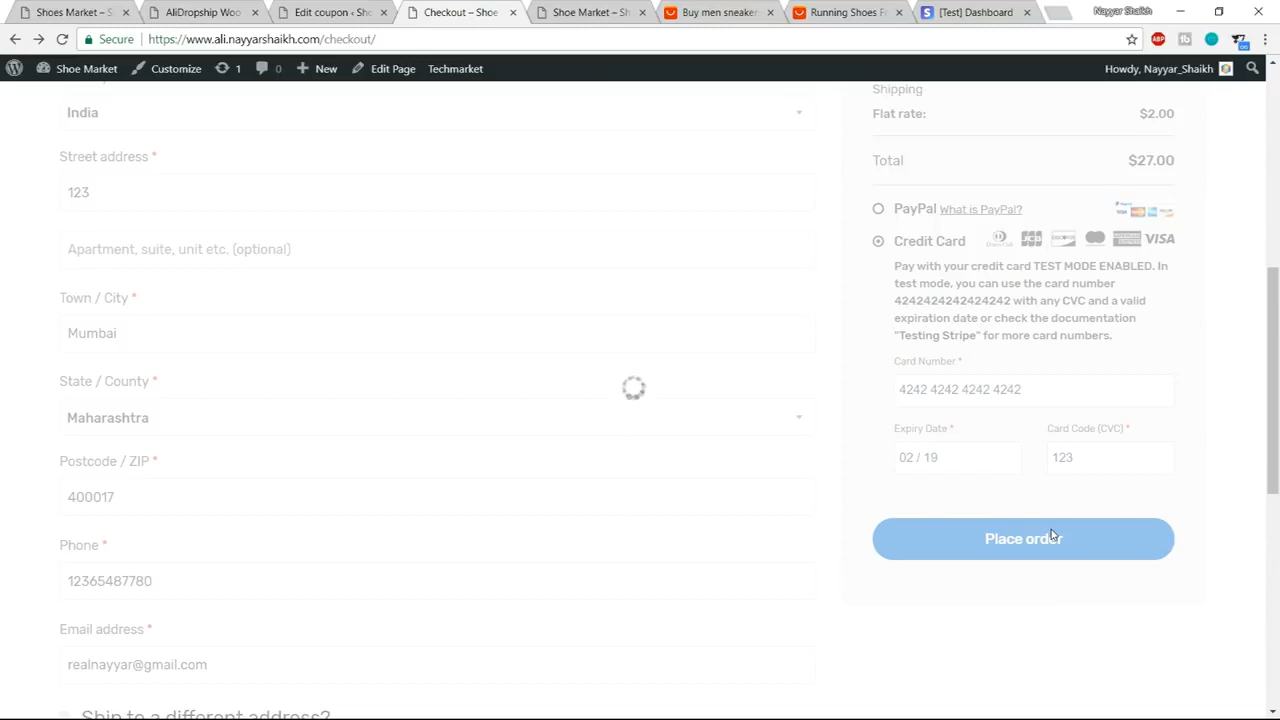 Shoes Market – S
AliDropship Woo
Edit coupon ‹ Sho
Checkout – Shoe
Shoe Market – Sh
Buy men sneaker
Running Shoes Fo
[Test] Dashboard
Nayyar Shaikh
Secure
https://www.ali.nayyarshaikh.com/checkout/
Shoe Market
Customize
1
0
New
Edit Page
Techmarket
Howdy, Nayyar_Shaikh
India
Street address *
123
Apartment, suite, unit etc. (optional)
Town / City *
Mumbai
State / County *
Maharashtra
Postcode / ZIP *
400017
Phone *
12365487780
Email address *
realnayyar@gmail.com
Ship to a different address?
Shipping
Flat rate: $2.00
Total $27.00
PayPal What is PayPal?
Credit Card
JCB
DISCOVER
VISA
Pay with your credit card TEST MODE ENABLED. In
test mode, you can use the card number
4242424242424242 with any CVC and a valid
expiration date or check the documentation
"Testing Stripe" for more card numbers.
Card Number *
4242 4242 4242 4242
Expiry Date * Card Code (CVC) *
02 / 19 123
Place order